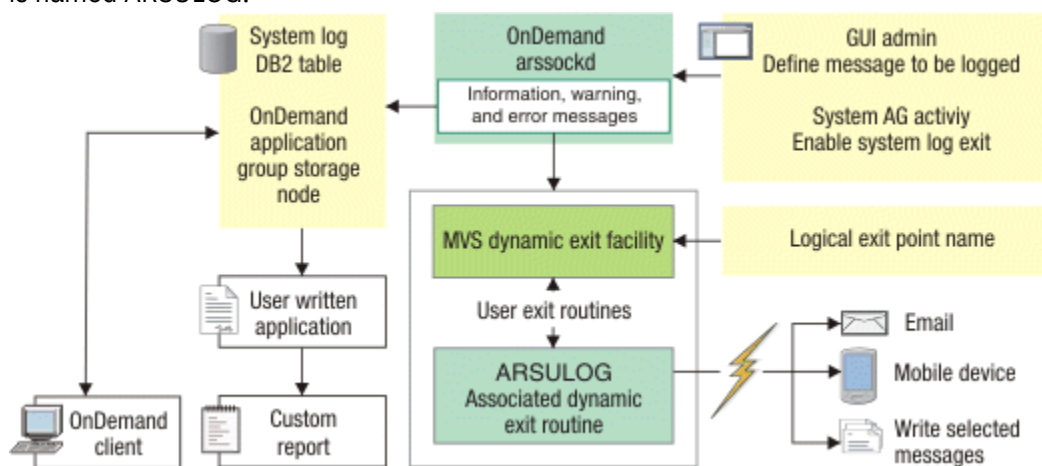 is named ARSULOG.
System log
DB2 table
OnDemand
application
group storage
node
OnDemand
arssockd
Information, warning,
and error messages
GUI admin
Define message to be logged
System AG activiy
Enable system log exit
MVS dynamic exit facility
Logical exit point name
User exit routines
User written
application
ARSULOG
Associated dynamic
exit routine
Email
Mobile device
Write selected
messages
OnDemand
client
Custom
report